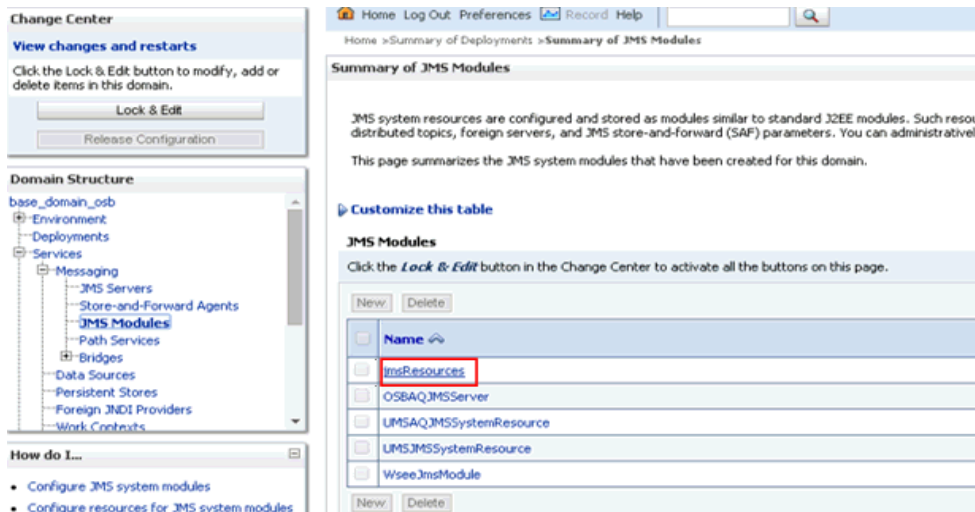 Change Center
View changes and restarts
Click the Lock & Edit button to modify, add or
delete items in this domain.
Lock & Edit
Release Configuration
Domain Structure
base_domain_osb
Environment
Deployments
Services
Messaging
JMS Servers
Store-and-Forward Agents
JMS Modules
Path Services
Bridges
Data Sources
Persistent Stores
Foreign JNDI Providers
Work Contexts
How do I...
Configure JMS system modules
Configure resources for JMS system modules
Home Log Out Preferences Record Help
Home >Summary of Deployments >Summary of JMS Modules
Summary of JMS Modules
JMS system resources are configured and stored as modules similar to standard J2EE modules. Such resou
distributed topics, foreign servers, and JMS store-and-forward (SAF) parameters. You can administrativel
This page summarizes the JMS system modules that have been created for this domain.
Customize this table
JMS Modules
Click the Lock & Edit button in the Change Center to activate all the buttons on this page.
New Delete
Name
jmsResources
OSBAQJMSServer
UMSAQJMSSystemResource
UMSJMSSystemResource
WseeJmsModule
New Delete